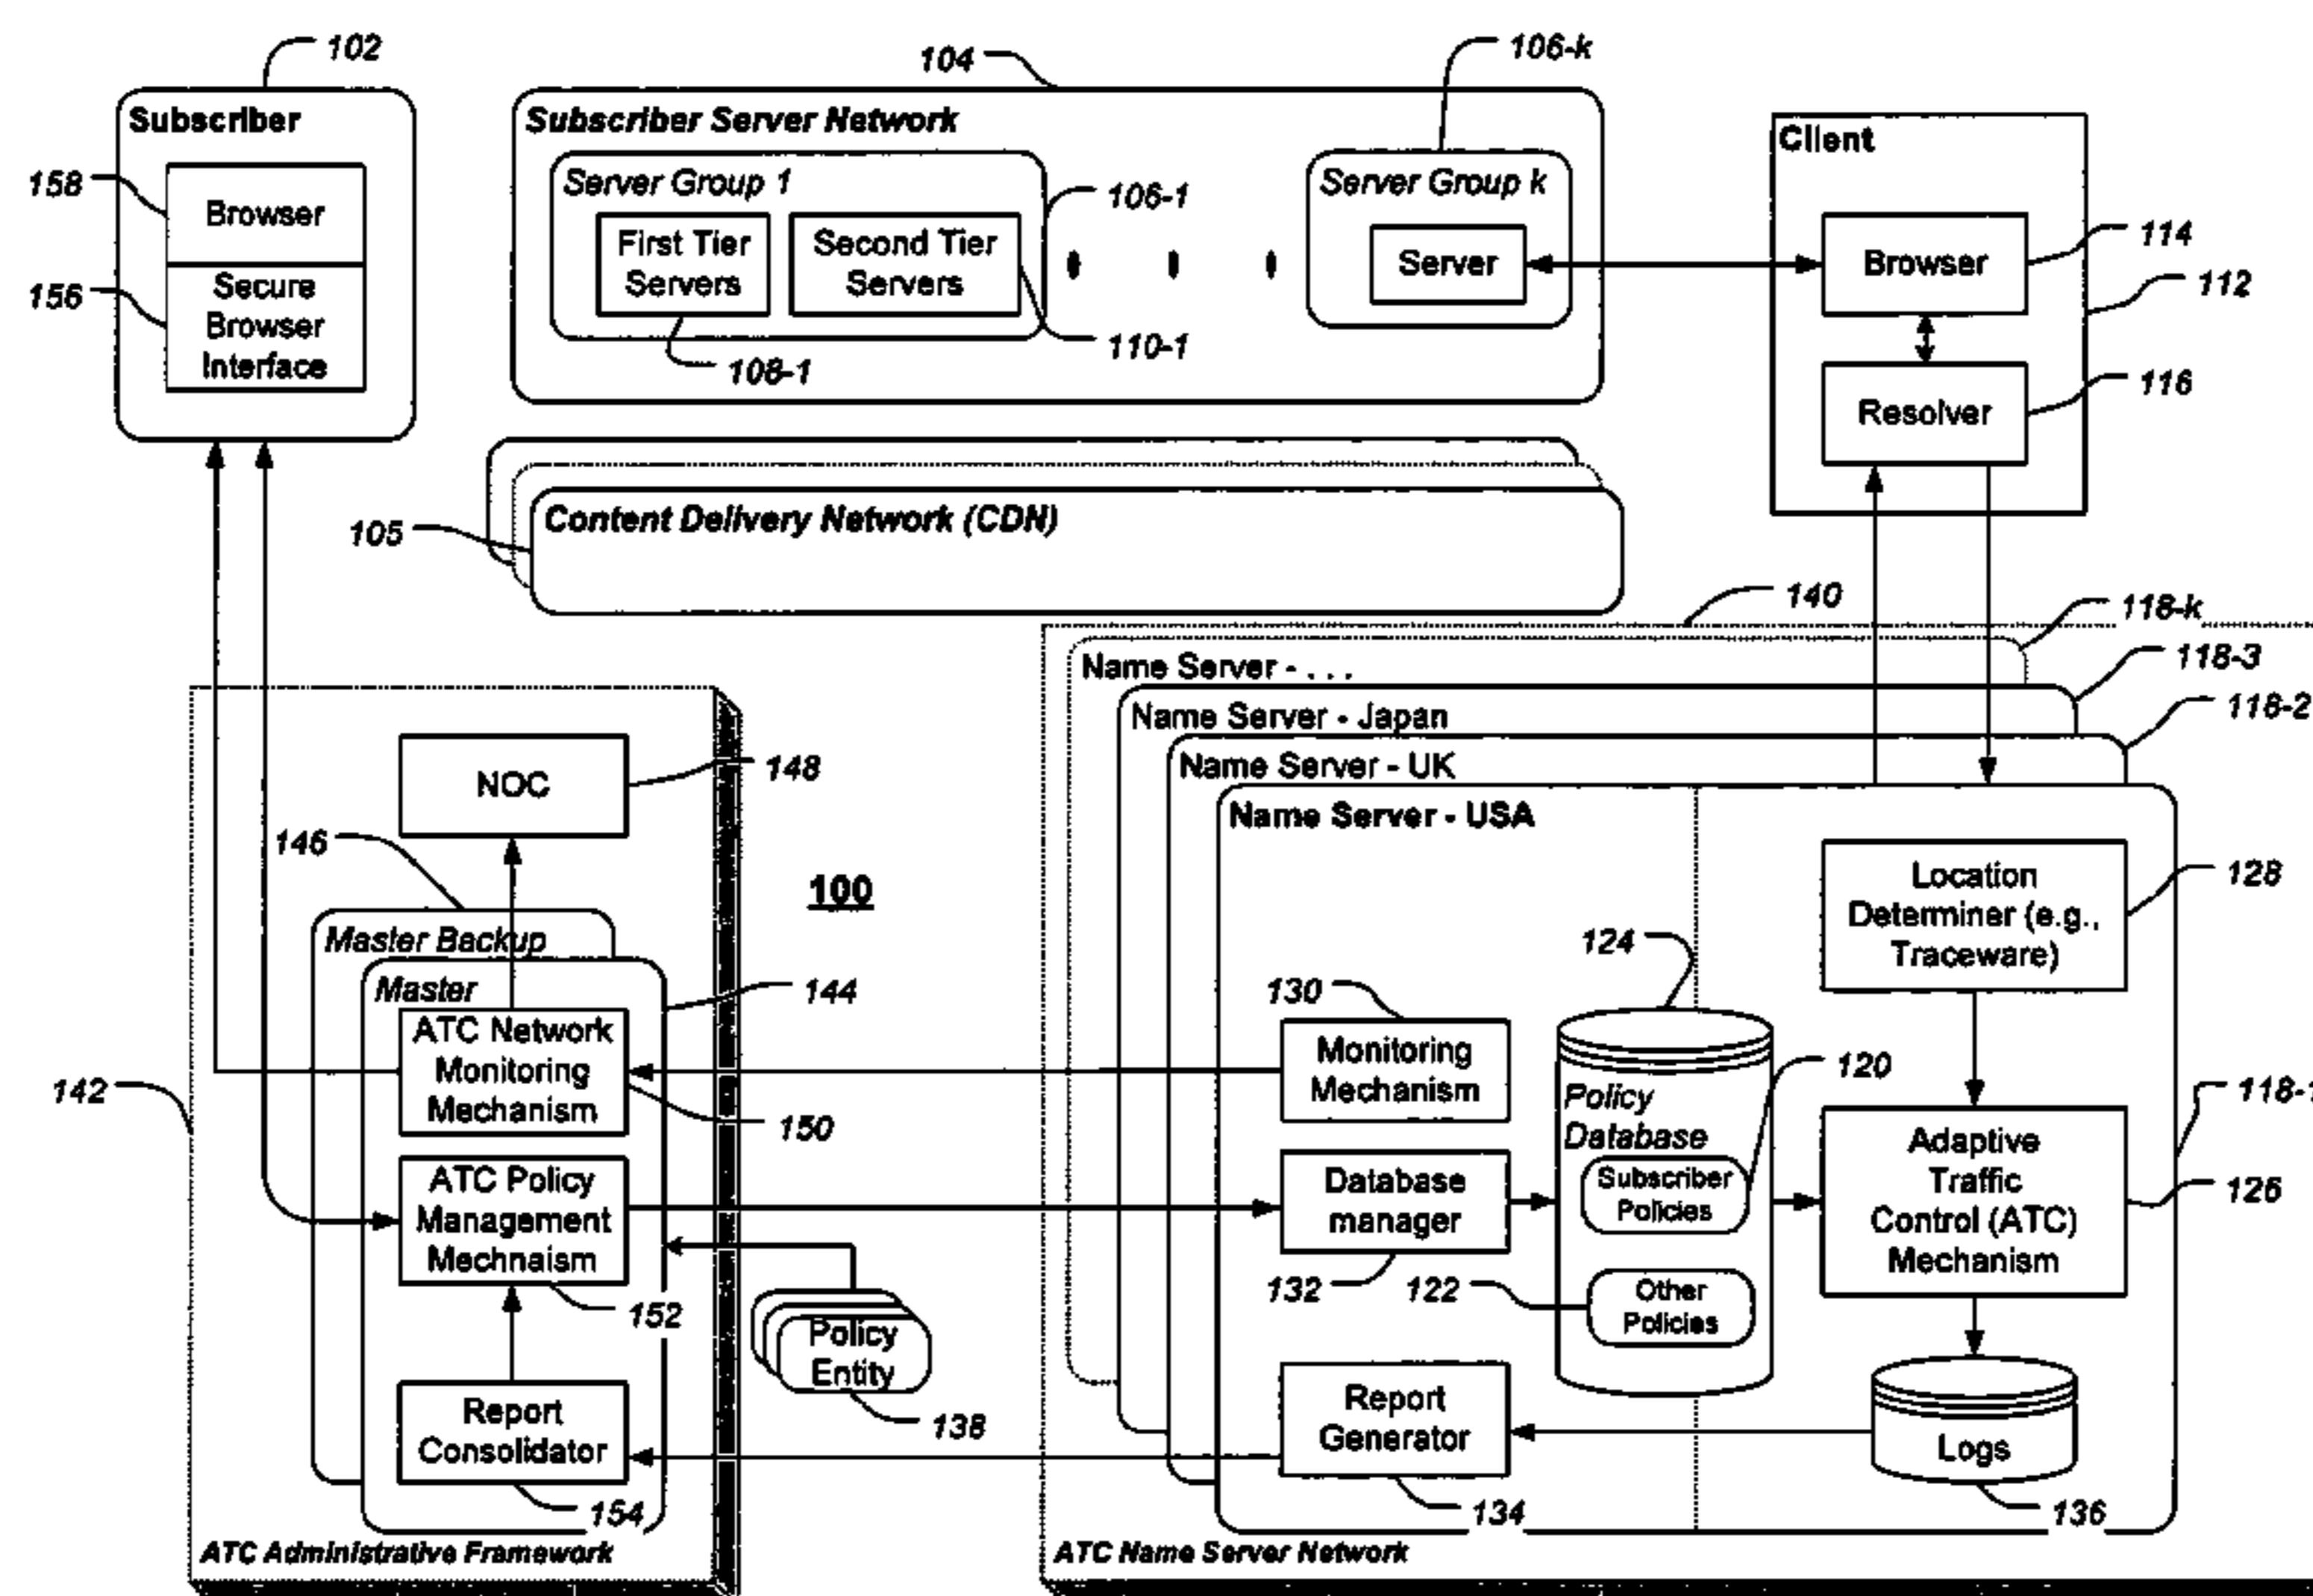 102
Subscriber
158
Browser
156
Secure
Browser
Interface
104
Subscriber Server Network
106-k
Server Group 1
106-1
First Tier
Servers
Second Tier
Servers
108-1
110-1
Server Group k
Server
Client
Browser
114
112
Resolver
116
105
Content Delivery Network (CDN)
140
118-k
Name Server - . . .
118-3
Name Server - Japan
118-2
Name Server - UK
Name Server - USA
NOC
148
146
100
Master Backup
Master
144
ATC Network
Monitoring
Mechanism
150
142
ATC Policy
Management
Mechnaism
152
Policy
Entity
138
Report
Consolidator
154
ATC Administrative Framework
Location
Determiner (e.g.,
Traceware)
128
124
130
Monitoring
Mechanism
120
Policy
Database
Subscriber
Policies
118-1
Adaptive
Traffic
Control (ATC)
Mechanism
126
Database
manager
132
122
Other
Policies
Report
Generator
134
Logs
136
ATC Name Server Network